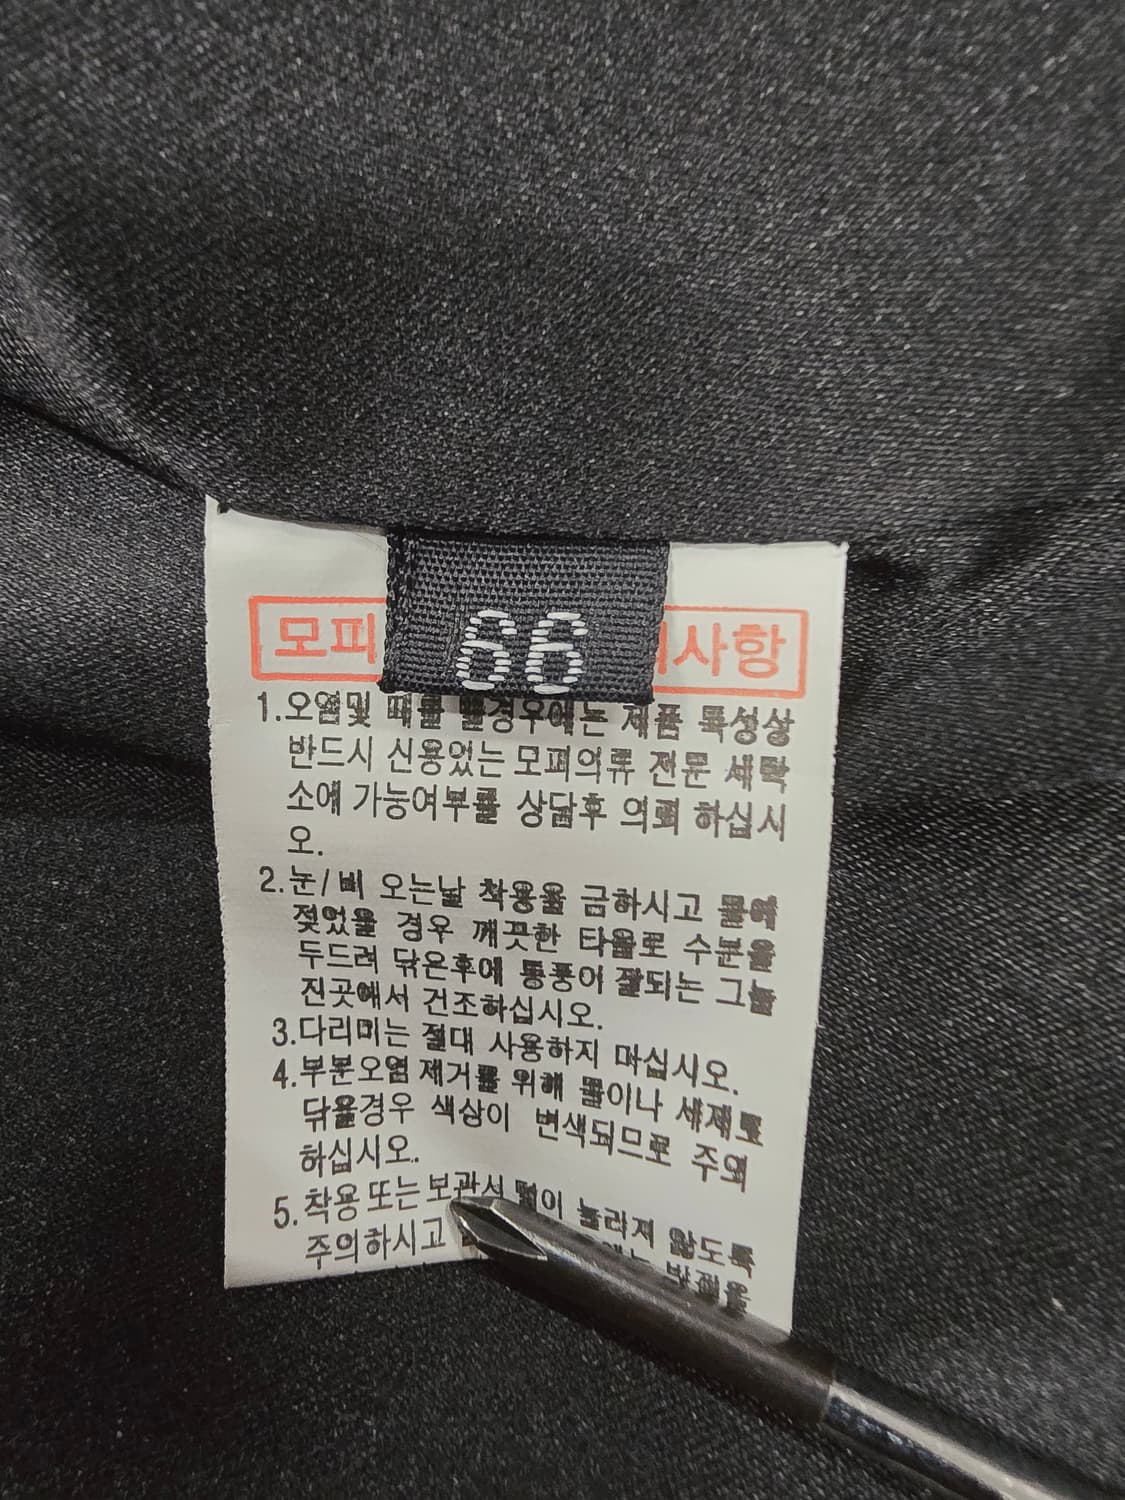 66
모피 사항
1.오염및 때를 뺄경우에는 제품 특성상
반드시 신용있는 모피의류 전문 세탁
소에 가능여부를 상담후 의뢰 하십시
오.
2.눈/비 오는날 착용을 금하시고 물에
젖었을 경우 깨끗한 타올로 수분을
두드려 닦은후에 통풍이 잘되는 그늘
진곳에서 건조하십시오.
3.다리미는 절대 사용하지 마십시오.
4.부분오염 제거를 위해 물이나 세제로
닦을경우 색상이 변색되므로 주의
하십시오.
5.착용 또는 보관시 털이 눌리지 않도록
주의하시고